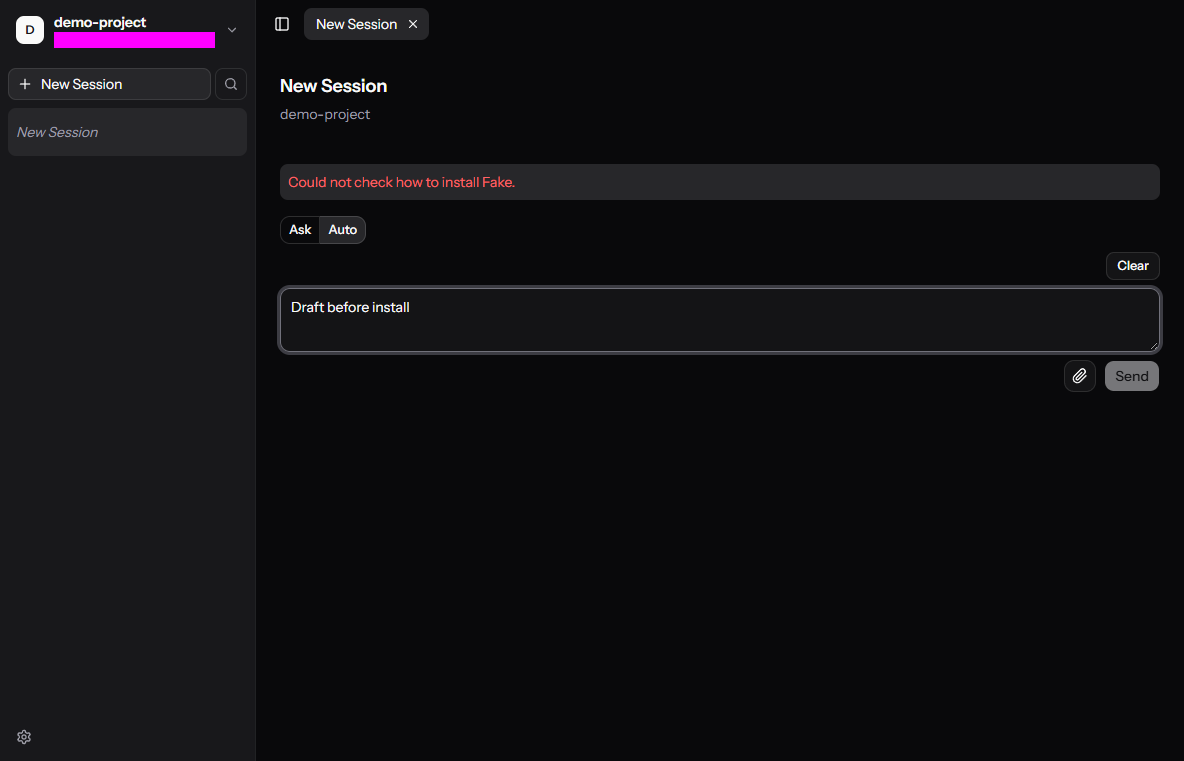 D
demo-project
New Session
New Session
New Session
New Session
demo-project
Could not check how to install Fake.
Ask
Auto
Clear
Draft before install
Send